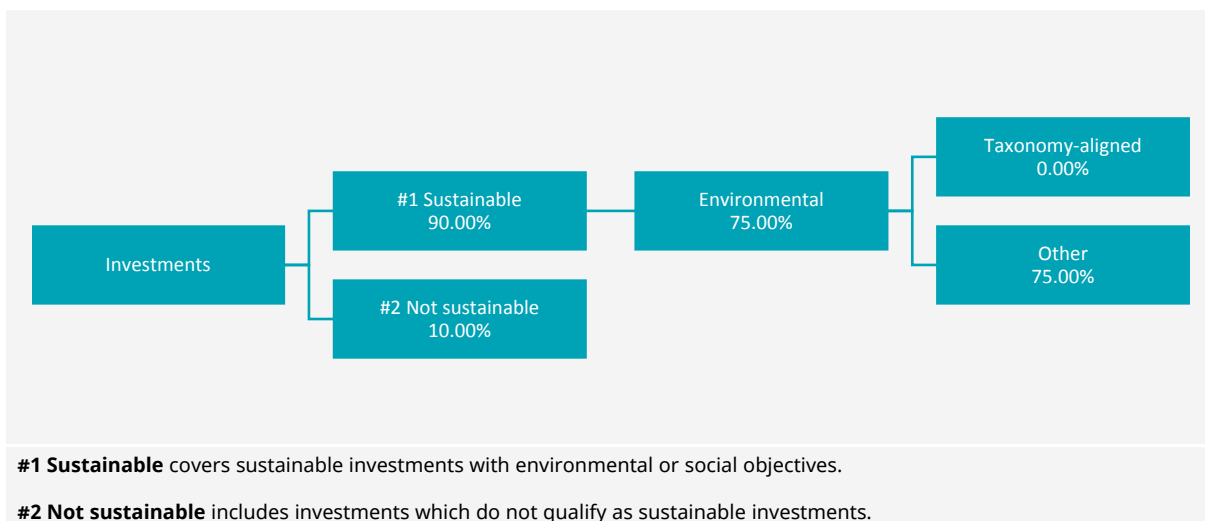 Investments
#1 Sustainable
90.00%
#2 Not sustainable
10.00%
Environmental
75.00%
Taxonomy-aligned
0.00%
Other
75.00%
#1 Sustainable covers sustainable investments with environmental or social objectives.
#2 Not sustainable includes investments which do not qualify as sustainable investments.